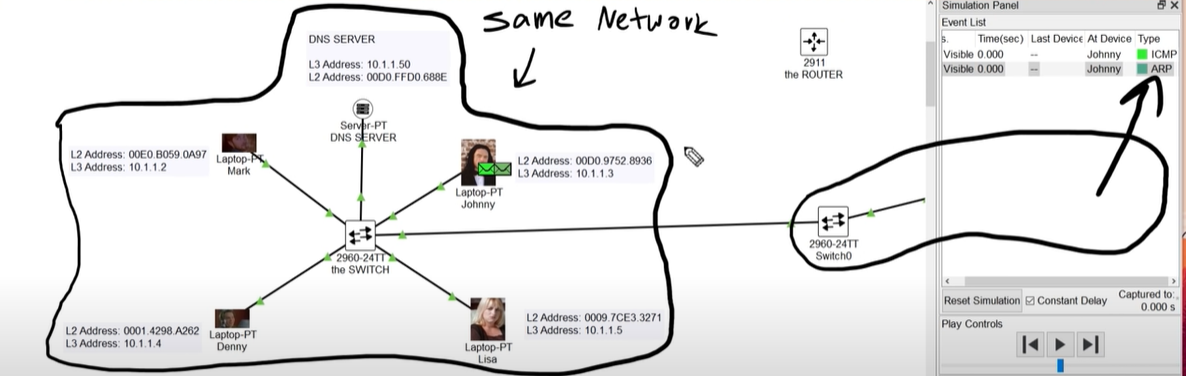 same Network
DNS SERVER
L3 Address: 10.1.1.50
L2 Address: 00D0.FFD0.688E
Server-PT
DNS SERVER
L2 Address: 00E0.B059.0A97
L3 Address: 10.1.1.2
Laptop-PT
Mark
L2 Address: 00D0.9752.8936
L3 Address: 10.1.1.3
Laptop-PT
Johnny
2960-24TT
the SWITCH
L2 Address: 0001.4298.A262
L3 Address: 10.1.1.4
Laptop-PT
Denny
L2 Address: 0009.7CE3.3271
L3 Address: 10.1.1.5
Laptop-PT
Lisa
2911
the ROUTER
2960-24TT
Switch0
Simulation Panel
Event List
s. Time(sec) Last Device At Device Type
Visible 0.000 -- Johnny ICMP
Visible 0.000 -- Johnny ARP
Reset Simulation Constant Delay Captured to:
0.000 s
Play Controls